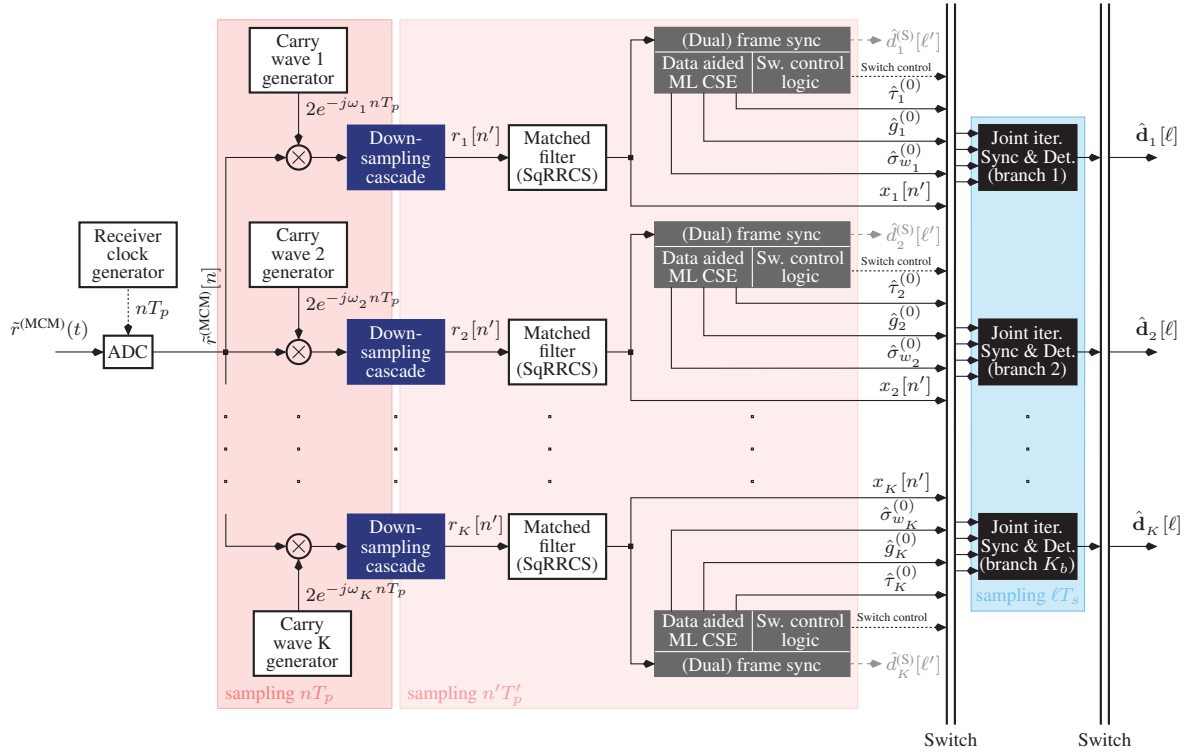 Carry
wave 1
generator
2e^{-jω_1 nT_p}
Down-
sampling
cascade
r_1[n′]
Matched
filter
(SqRRCS)
(Dual) frame sync
Data aided
ML CSE
Sw. control
logic
d̂_1^{(S)}[ℓ′]
Switch control
τ̂_1^{(0)}
ĝ_1^{(0)}
σ̂_{w_1}^{(0)}
x_1[n′]
Joint iter.
Sync & Det.
(branch 1)
d̂_1[ℓ]
Receiver
clock
generator
nT_p
r̃^{(MCM)}(t)
ADC
r̃^{(MCM)}[n]
Carry
wave 2
generator
2e^{-jω_2 nT_p}
Down-
sampling
cascade
r_2[n′]
Matched
filter
(SqRRCS)
(Dual) frame sync
Data aided
ML CSE
Sw. control
logic
d̂_2^{(S)}[ℓ′]
Switch control
τ̂_2^{(0)}
ĝ_2^{(0)}
σ̂_{w_2}^{(0)}
x_2[n′]
Joint iter.
Sync & Det.
(branch 2)
d̂_2[ℓ]
Down-
sampling
cascade
r_K[n′]
Matched
filter
(SqRRCS)
x_K[n′]
σ̂_{w_K}^{(0)}
ĝ_K^{(0)}
τ̂_K^{(0)}
Joint iter.
Sync & Det.
(branch K_b)
d̂_K[ℓ]
sampling ℓT_s
2e^{-jω_K nT_p}
Carry
wave K
generator
Data aided
ML CSE
Sw. control
logic
Switch control
(Dual) frame sync
d̂_K^{(S)}[ℓ′]
sampling nT_p
sampling n′T′_p
Switch
Switch